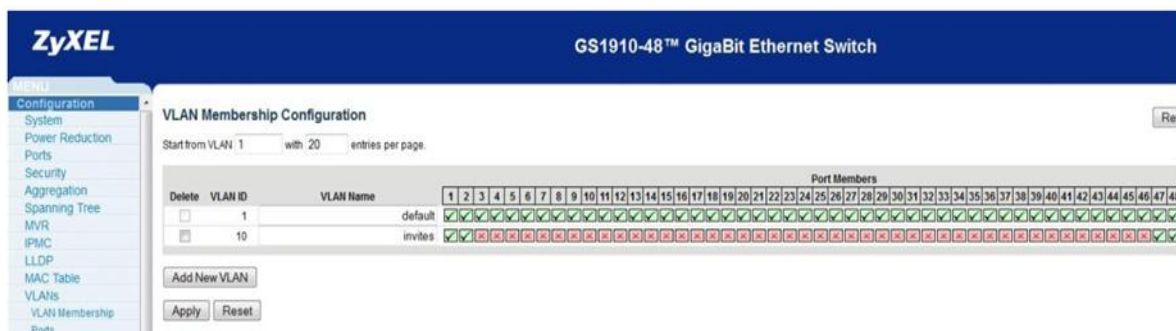 ZyXEL
GS1910-48™ GigaBit Ethernet Switch
MENU
Configuration
System
Power Reduction
Ports
Security
Aggregation
Spanning Tree
MVR
IPMC
LLDP
MAC Table
VLANs
VLAN Membership
Ports
VLAN Membership Configuration
Re
Start from VLAN 1 with 20 entries per page.
Port Members
Delete VLAN ID VLAN Name 1 2 3 4 5 6 7 8 9 10 11 12 13 14 15 16 17 18 19 20 21 22 23 24 25 26 27 28 29 30 31 32 33 34 35 36 37 38 39 40 41 42 43 44 45 46 47 48
1 default
10 invites
Add New VLAN
Apply Reset